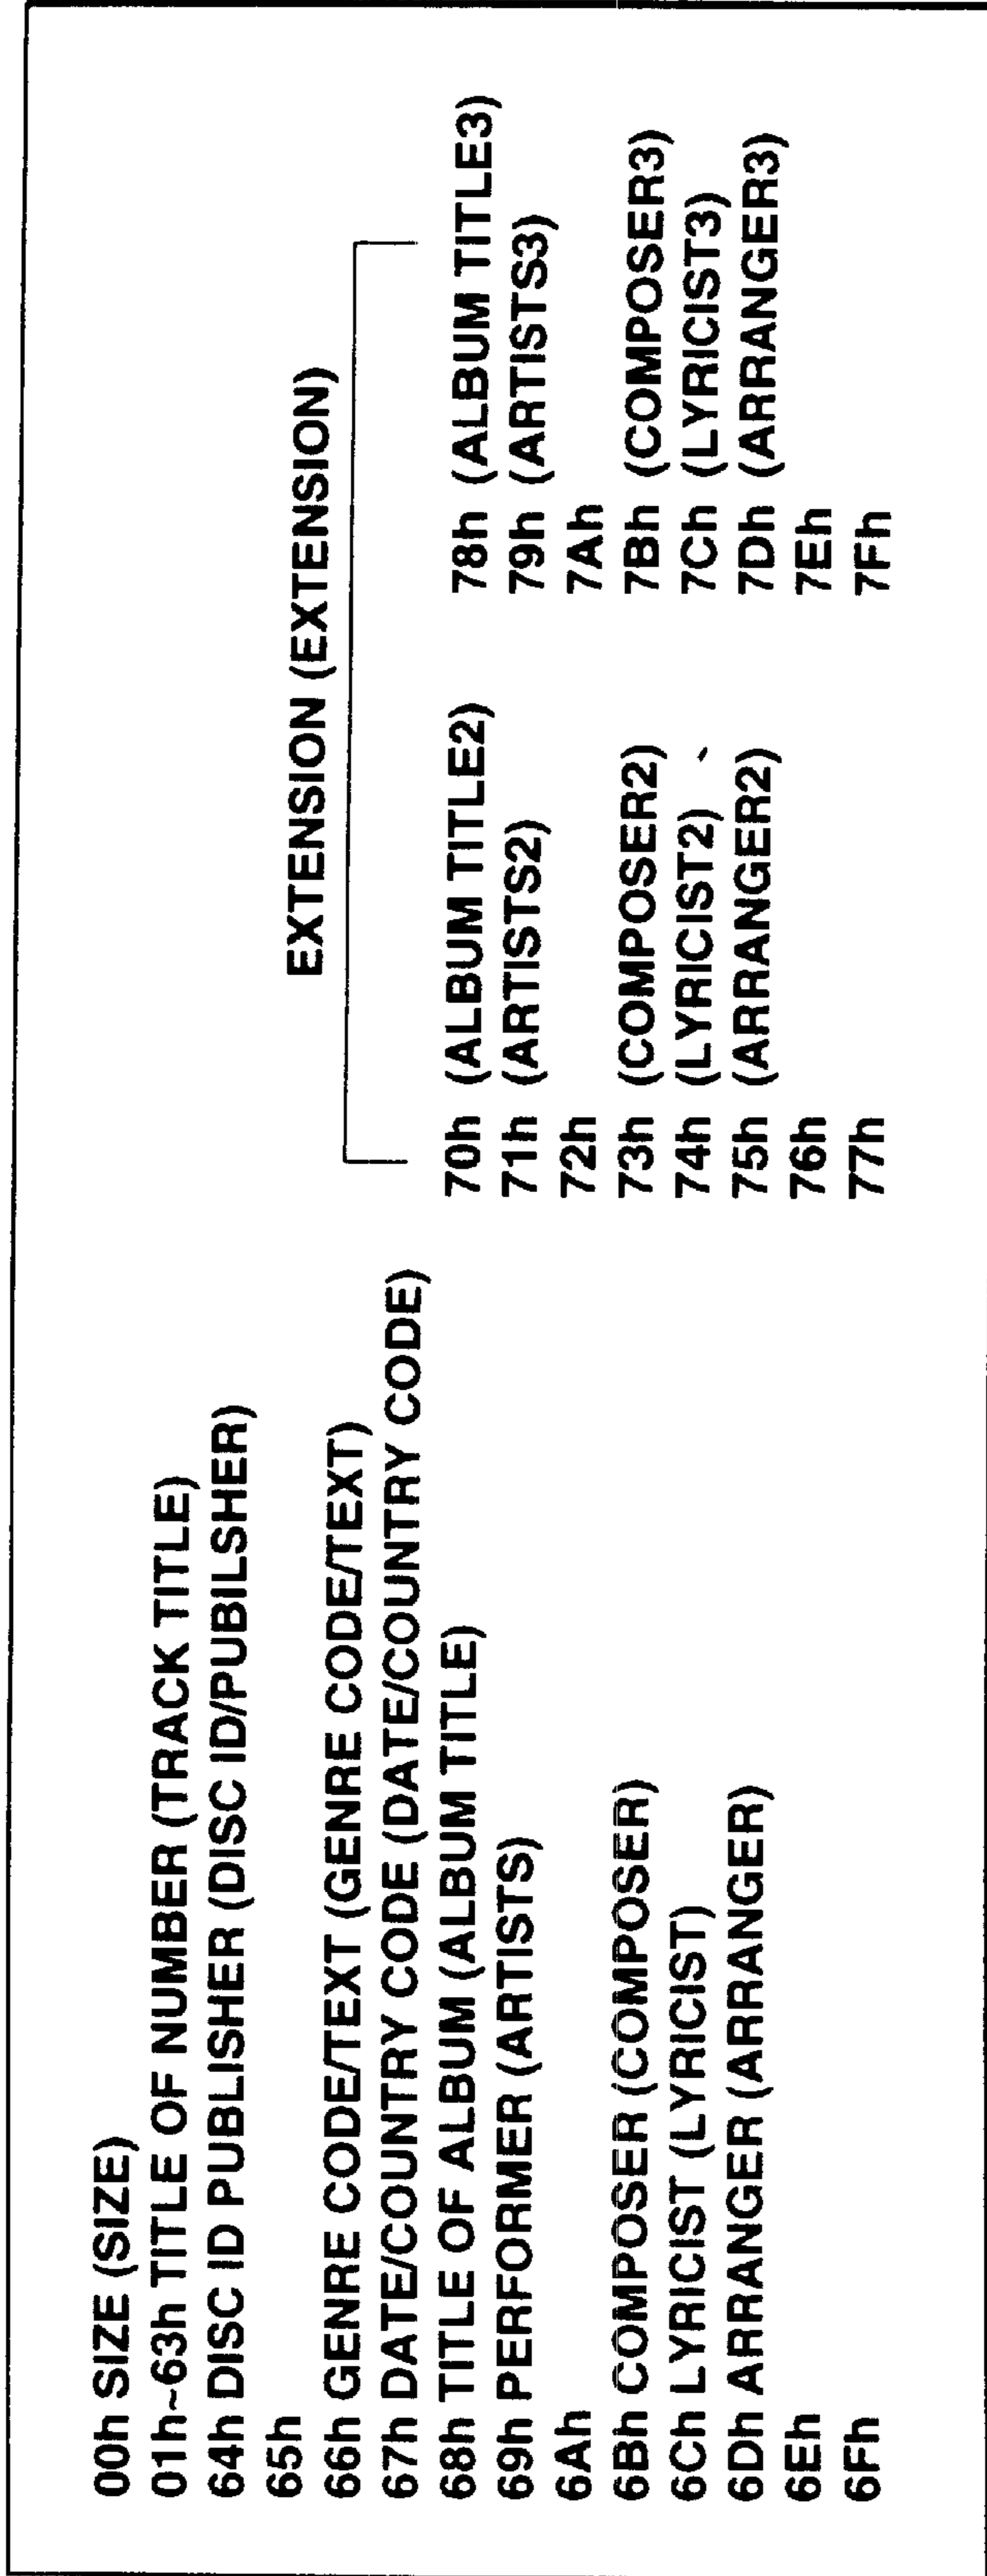 00h SIZE (SIZE)
01h~63h TITLE OF NUMBER (TRACK TITLE)
64h DISC ID PUBLISHER (DISC ID/PUBILSHER)
65h
66h GENRE CODE/TEXT (GENRE CODE/TEXT)
67h DATE/COUNTRY CODE (DATE/COUNTRY CODE)
68h TITLE OF ALBUM (ALBUM TITLE)
69h PERFORMER (ARTISTS)
6Ah
6Bh COMPOSER (COMPOSER)
6Ch LYRICIST (LYRICIST)
6Dh ARRANGER (ARRANGER)
6Eh
6Fh
EXTENSION (EXTENSION)
70h (ALBUM TITLE2)
71h (ARTISTS2)
72h
73h (COMPOSER2)
74h (LYRICIST2)
75h (ARRANGER2)
76h
77h
78h (ALBUM TITLE3)
79h (ARTISTS3)
7Ah
7Bh (COMPOSER3)
7Ch (LYRICIST3)
7Dh (ARRANGER3)
7Eh
7Fh